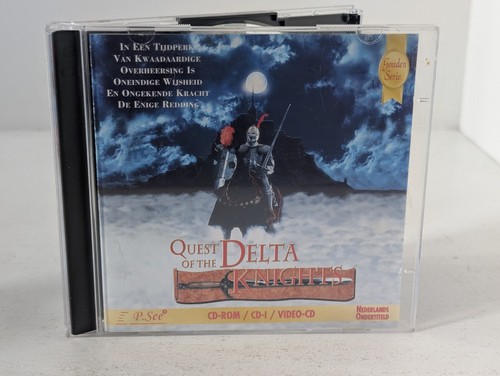 In Een Tijdperk
Van Kwaadaardige
Overheersing Is
Oneindige Wijsheid
En Ongekende Kracht
De Enige Redding
Gouden
Serie
Quest
of the
Delta
Knights
P.See
CD-ROM / CD-I / VIDEO-CD
Nederlands
Ondertiteld